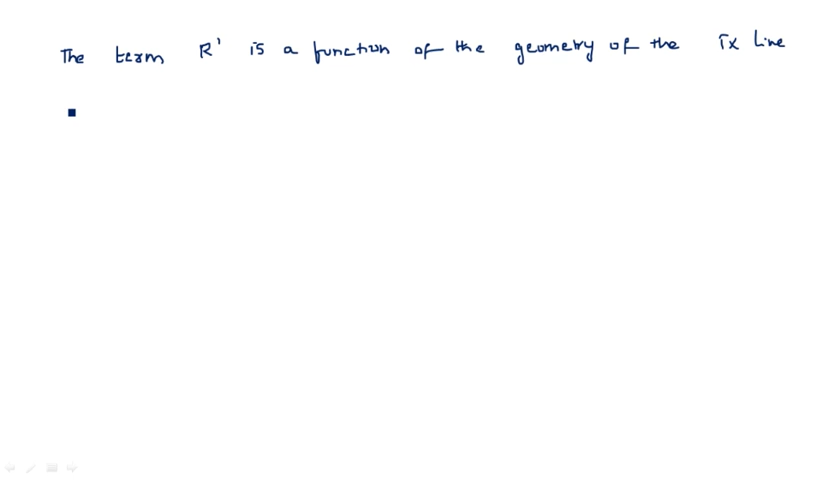 The term R' is a function of the geometry of the Tx line